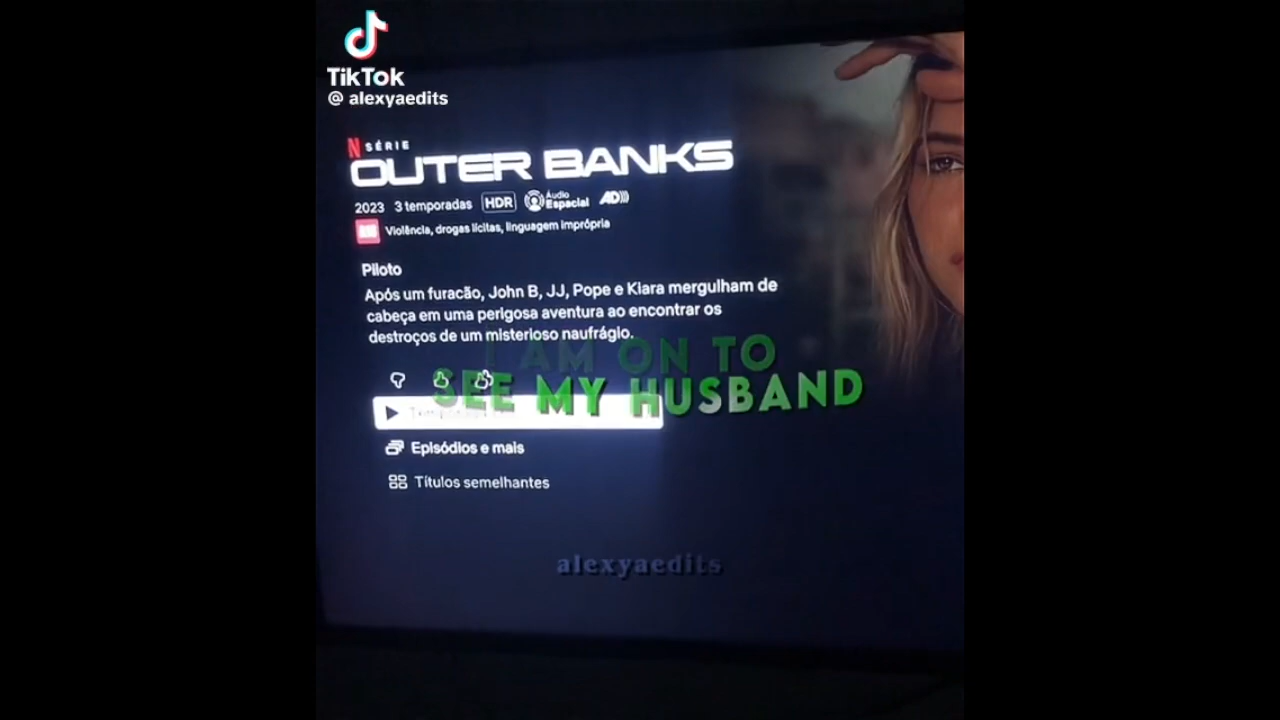 TikTok
@ alexyaedits
N SÉRIE
OUTER BANKS
2023 3 temporadas HDR Áudio Espacial AD
Violência, drogas lícitas, linguagem imprópria
Piloto
Após um furacão, John B, JJ, Pope e Kiara mergulham de
cabeça em uma perigosa aventura ao encontrar os
destroços de um misterioso naufrágio.
I AM ON TO
SEE MY HUSBAND
Episódios e mais
Títulos semelhantes
alexyaedits